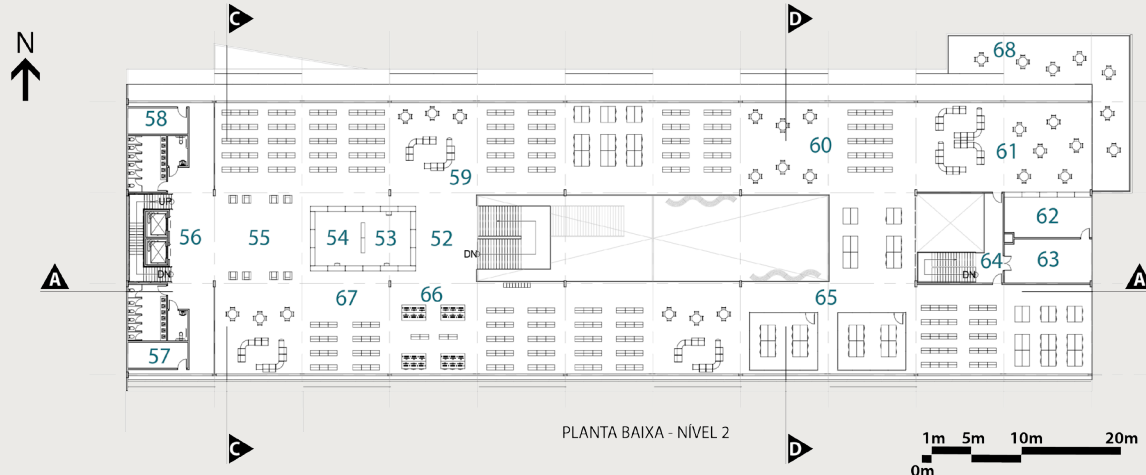 C
D
N
68
58
60
61
59
UP
62
56
55
54
53
52
DN
64
63
DN
DN
A
A
67
66
65
57
PLANTA BAIXA - NÍVEL 2
C
D
1m 5m 10m 20m
0m